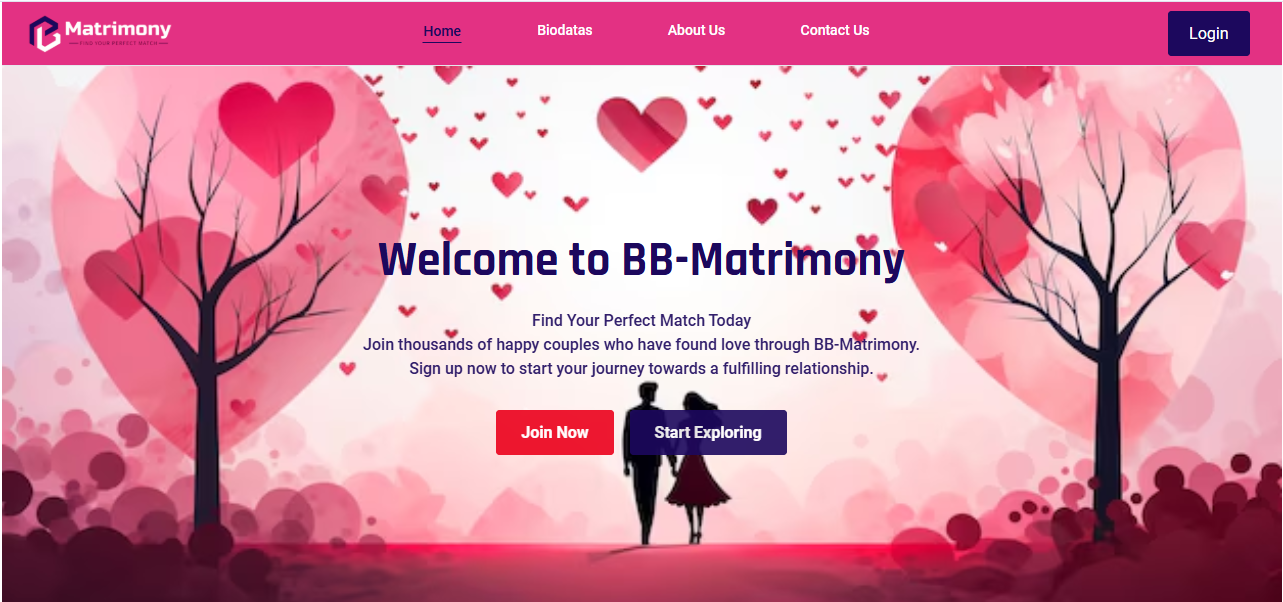 Matrimony
FIND YOUR PERFECT MATCH
Home
Biodatas
About Us
Contact Us
Login
Welcome to BB-Matrimony
Find Your Perfect Match Today
Join thousands of happy couples who have found love through BB-Matrimony.
Sign up now to start your journey towards a fulfilling relationship.
Join Now
Start Exploring